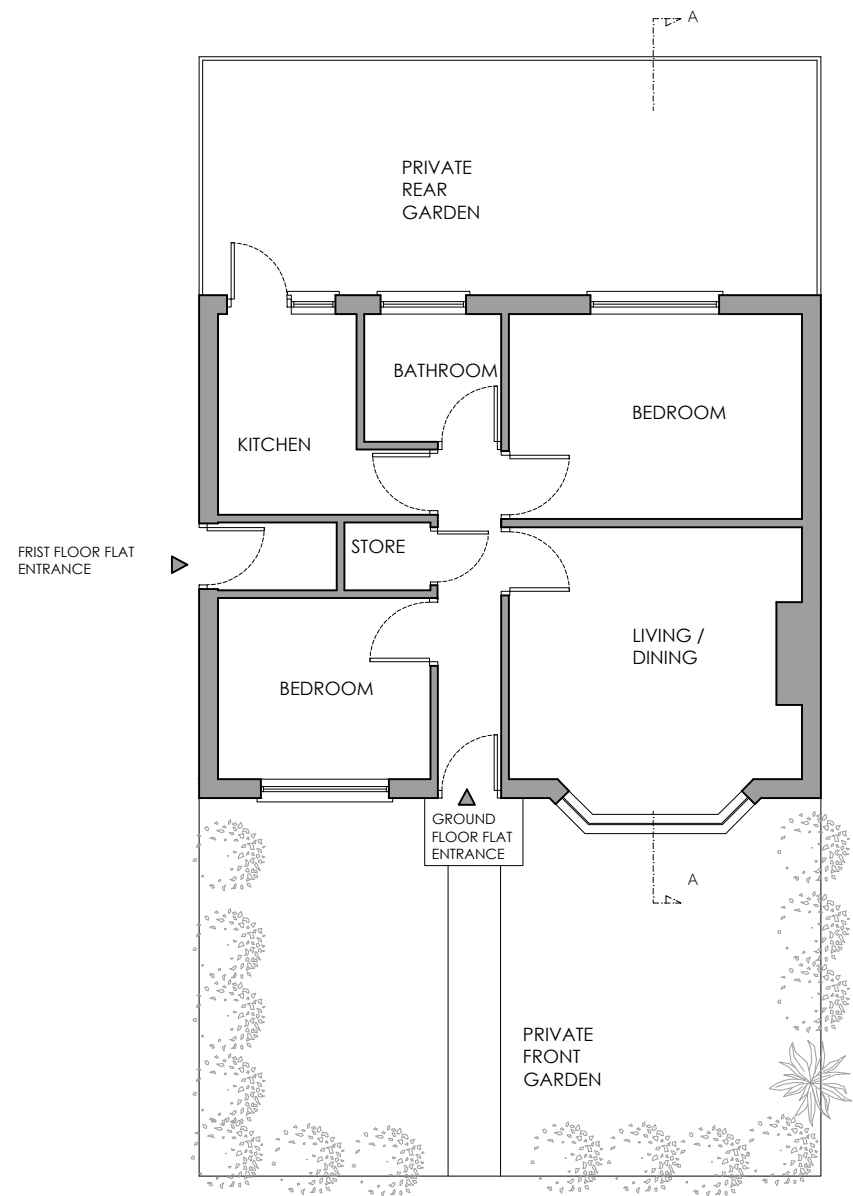 A
PRIVATE
REAR
GARDEN
BATHROOM
BEDROOM
KITCHEN
STORE
FRIST FLOOR FLAT
ENTRANCE
LIVING /
DINING
BEDROOM
GROUND
FLOOR FLAT
ENTRANCE
A
PRIVATE
FRONT
GARDEN